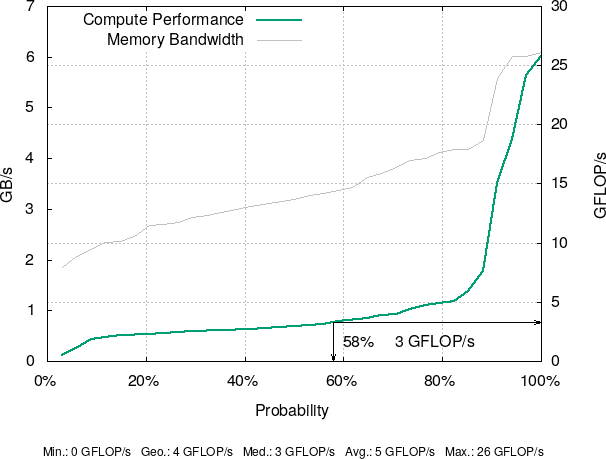 Compute Performance
Memory Bandwidth
7
6
5
4
3
2
1
0
GB/s
30
25
20
15
10
5
0
GFLOP/s
58% 3 GFLOP/s
0% 20% 40% 60% 80% 100%
Probability
Min.: 0 GFLOP/s Geo.: 4 GFLOP/s Med.: 3 GFLOP/s Avg.: 5 GFLOP/s Max.: 26 GFLOP/s